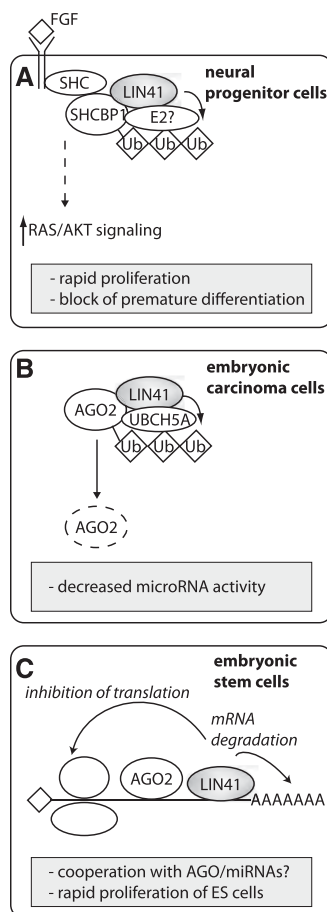 FGF
A
neural
progenitor cells
SHC
LIN41
SHCBP1
E2?
Ub Ub Ub
RAS/AKT signaling
- rapid proliferation
- block of premature differentiation
B
embryonic
carcinoma cells
LIN41
AGO2
UBCH5A
Ub Ub Ub
AGO2
- decreased microRNA activity
C
embryonic
stem cells
inhibition of translation
mRNA
degradation
AGO2
LIN41
AAAAAAA
- cooperation with AGO/miRNAs?
- rapid proliferation of ES cells